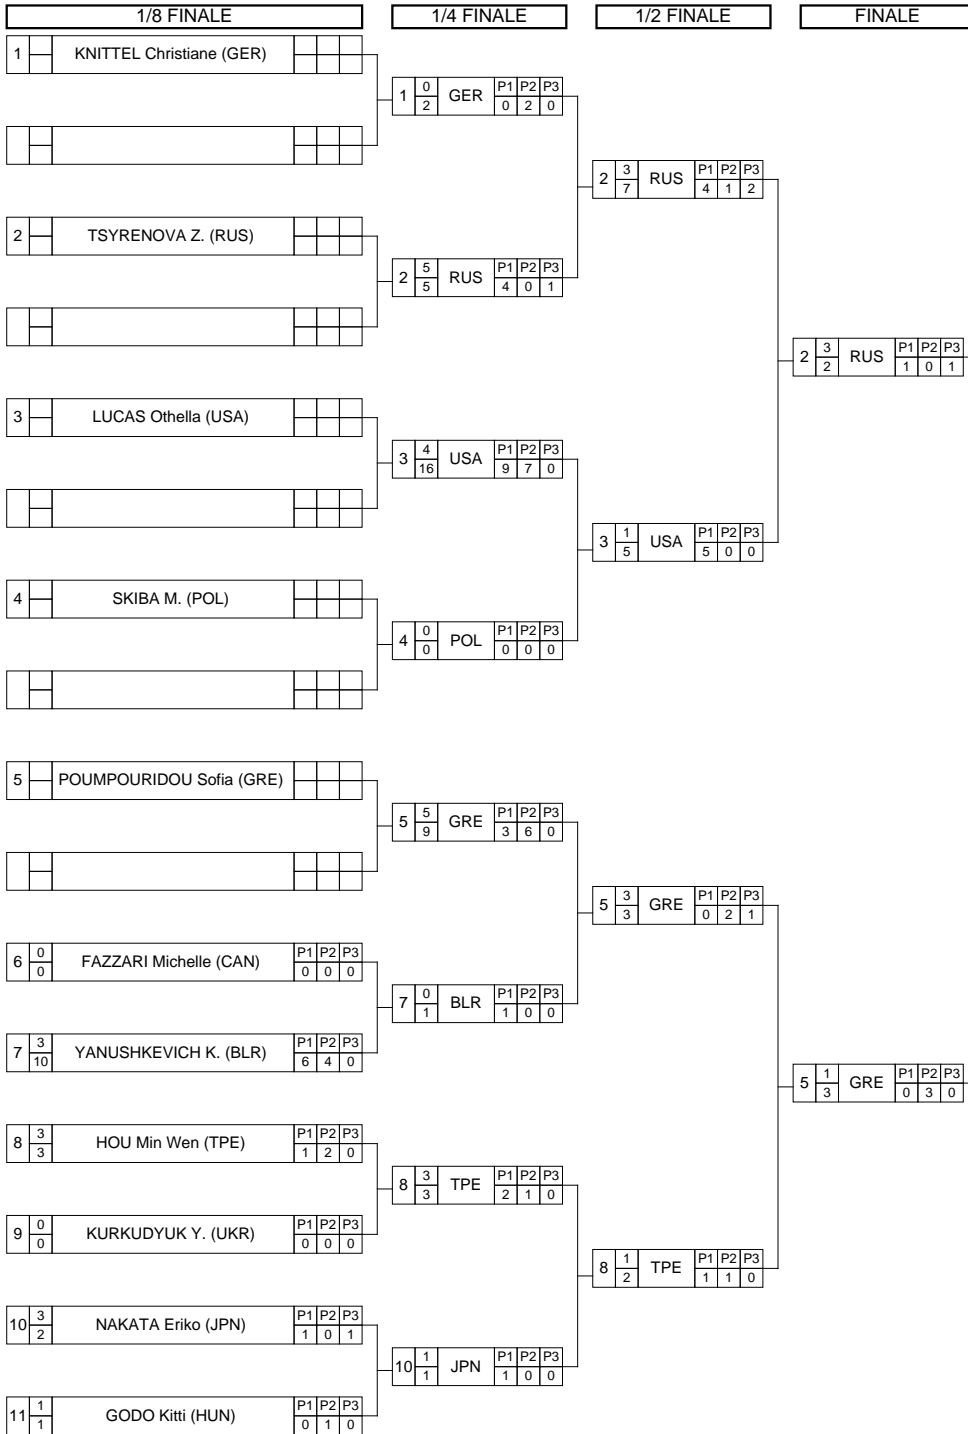 1/8 FINALE 1/4 FINALE 1/2 FINALE FINALE
1 KNITTEL Christiane (GER)
1 0 2 GER P1 P2 P3 0 2 0
2 3 7 RUS P1 P2 P3 4 1 2
2 TSYRENOVA Z. (RUS)
2 5 5 RUS P1 P2 P3 4 0 1
2 3 2 RUS P1 P2 P3 1 0 1
3 LUCAS Othella (USA)
3 4 16 USA P1 P2 P3 9 7 0
3 1 5 USA P1 P2 P3 5 0 0
4 SKIBA M. (POL)
4 0 0 POL P1 P2 P3 0 0 0
5 POUMPOURIDOU Sofia (GRE)
5 5 9 GRE P1 P2 P3 3 6 0
5 3 3 GRE P1 P2 P3 0 2 1
6 0 0 FAZZARI Michelle (CAN) P1 P2 P3 0 0 0
7 0 1 BLR P1 P2 P3 1 0 0
7 3 10 YANUSHKEVICH K. (BLR) P1 P2 P3 6 4 0
5 1 3 GRE P1 P2 P3 0 3 0
8 3 3 HOU Min Wen (TPE) P1 P2 P3 1 2 0
8 3 3 TPE P1 P2 P3 2 1 0
9 0 0 KURKUDYUK Y. (UKR) P1 P2 P3 0 0 0
8 1 2 TPE P1 P2 P3 1 1 0
10 3 2 NAKATA Eriko (JPN) P1 P2 P3 1 0 1
10 1 1 JPN P1 P2 P3 1 0 0
11 1 1 GODO Kitti (HUN) P1 P2 P3 0 1 0